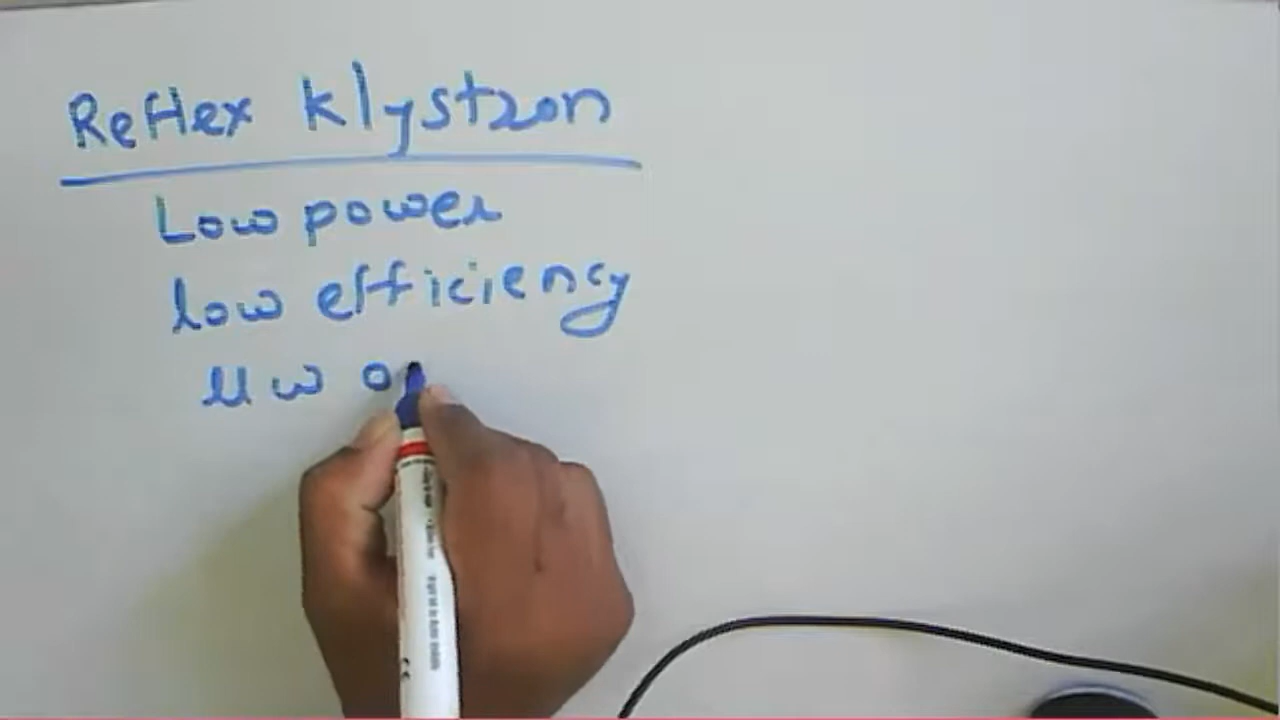 Reflex Klystron
Low power
low efficiency
μw o